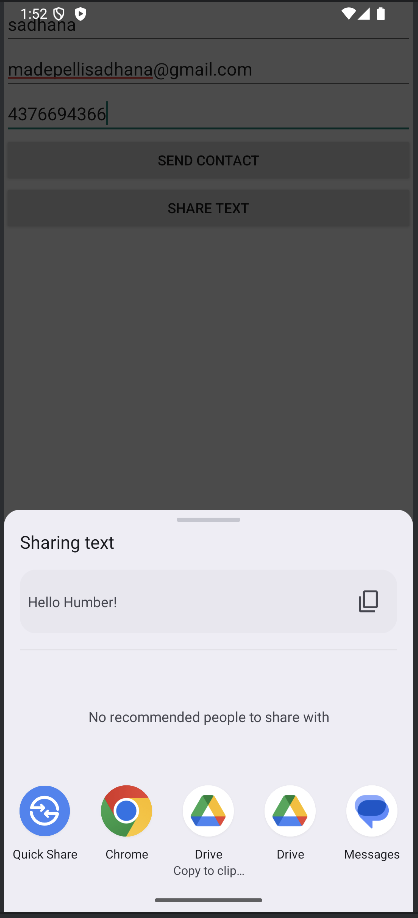 1:52
sadhana
madepellisadhana@gmail.com
4376694366
SEND CONTACT
SHARE TEXT
Sharing text
Hello Humber!
No recommended people to share with
Quick Share
Chrome
Drive
Copy to clip...
Drive
Messages